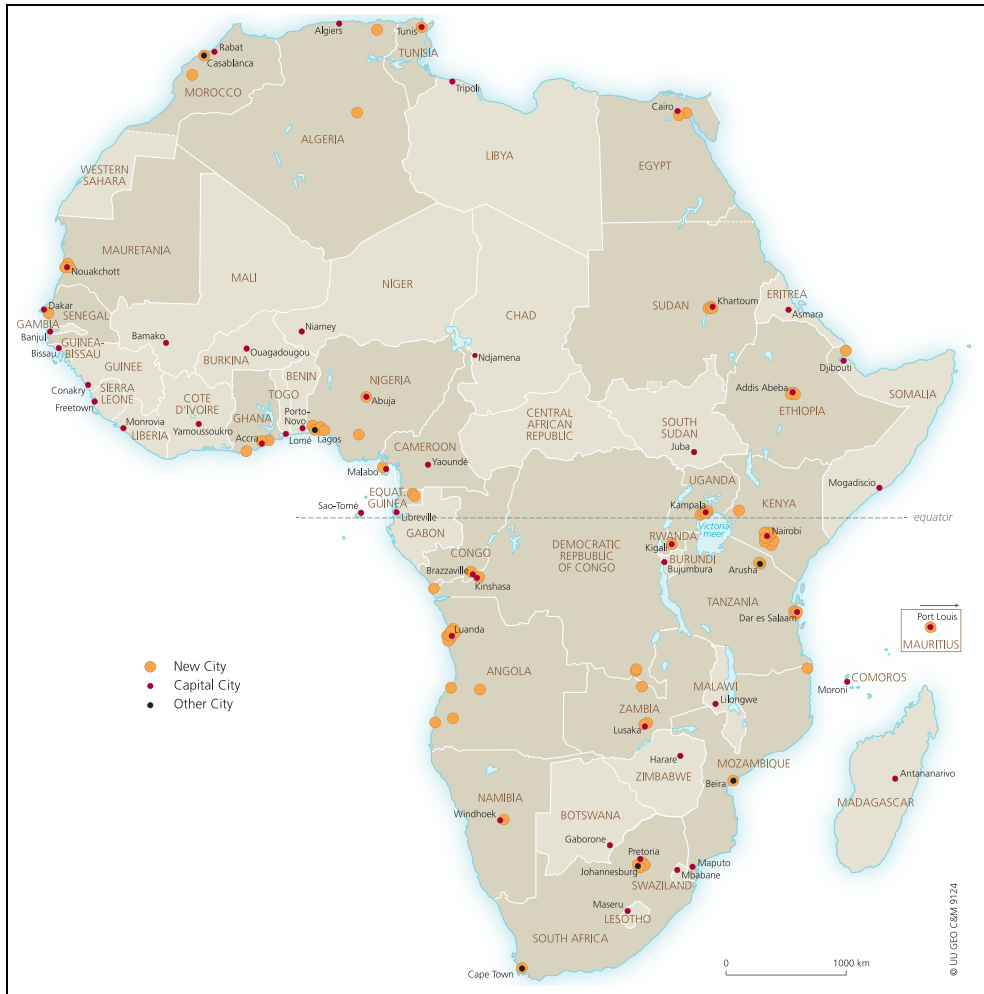 Algiers
Tunis
Rabat
Casablanca
TUNISIA
MOROCCO
Tripoli
Cairo
ALGERIA
LIBYA
EGYPT
WESTERN
SAHARA
MAURETANIA
Nouakchott
MALI
NIGER
CHAD
SUDAN
Khartoum
ERITREA
Asmara
Dakar
SENEGAL
GAMBIA
Banjul
GUINEA-
BISSAU
Bissau
Bamako
Niamey
BURKINA
Ouagadougou
Ndjamena
Djibouti
GUINEE
BENIN
NIGERIA
Abuja
Addis Abeba
ETHIOPIA
SOMALIA
Conakry
SIERRA
LEONE
Freetown
COTE
D'IVOIRE
TOGO
GHANA
Porto-
Novo
CENTRAL
AFRICAN
REPUBLIC
SOUTH
SUDAN
Juba
Monrovia
LIBERIA
Yamoussoukro
Accra
Lomé
Lagos
CAMEROON
Yaoundé
Malabo
UGANDA
KENYA
Mogadiscio
EQUAT.
GUINEA
Sao-Tomé
Libreville
Kampala
equator
GABON
Victoria
meer
Nairobi
CONGO
DEMOCRATIC
REPBUBLIC
OF CONGO
RWANDA
Kigali
BURUNDI
Bujumbura
Arusha
Brazzaville
Kinshasa
TANZANIA
Dar es Salaam
Port Louis
MAURITIUS
Luanda
New City
Capital City
Other City
ANGOLA
MALAWI
Lilongwe
COMOROS
Moroni
ZAMBIA
Lusaka
Harare
ZIMBABWE
MOZAMBIQUE
Beira
Antananarivo
MADAGASCAR
NAMIBIA
Windhoek
BOTSWANA
Gaborone
Pretoria
Johannesburg
Maputo
Mbabane
SWAZILAND
Maseru
LESOTHO
SOUTH AFRICA
Cape Town
0 1000 km
© UU GEO C&M 9124